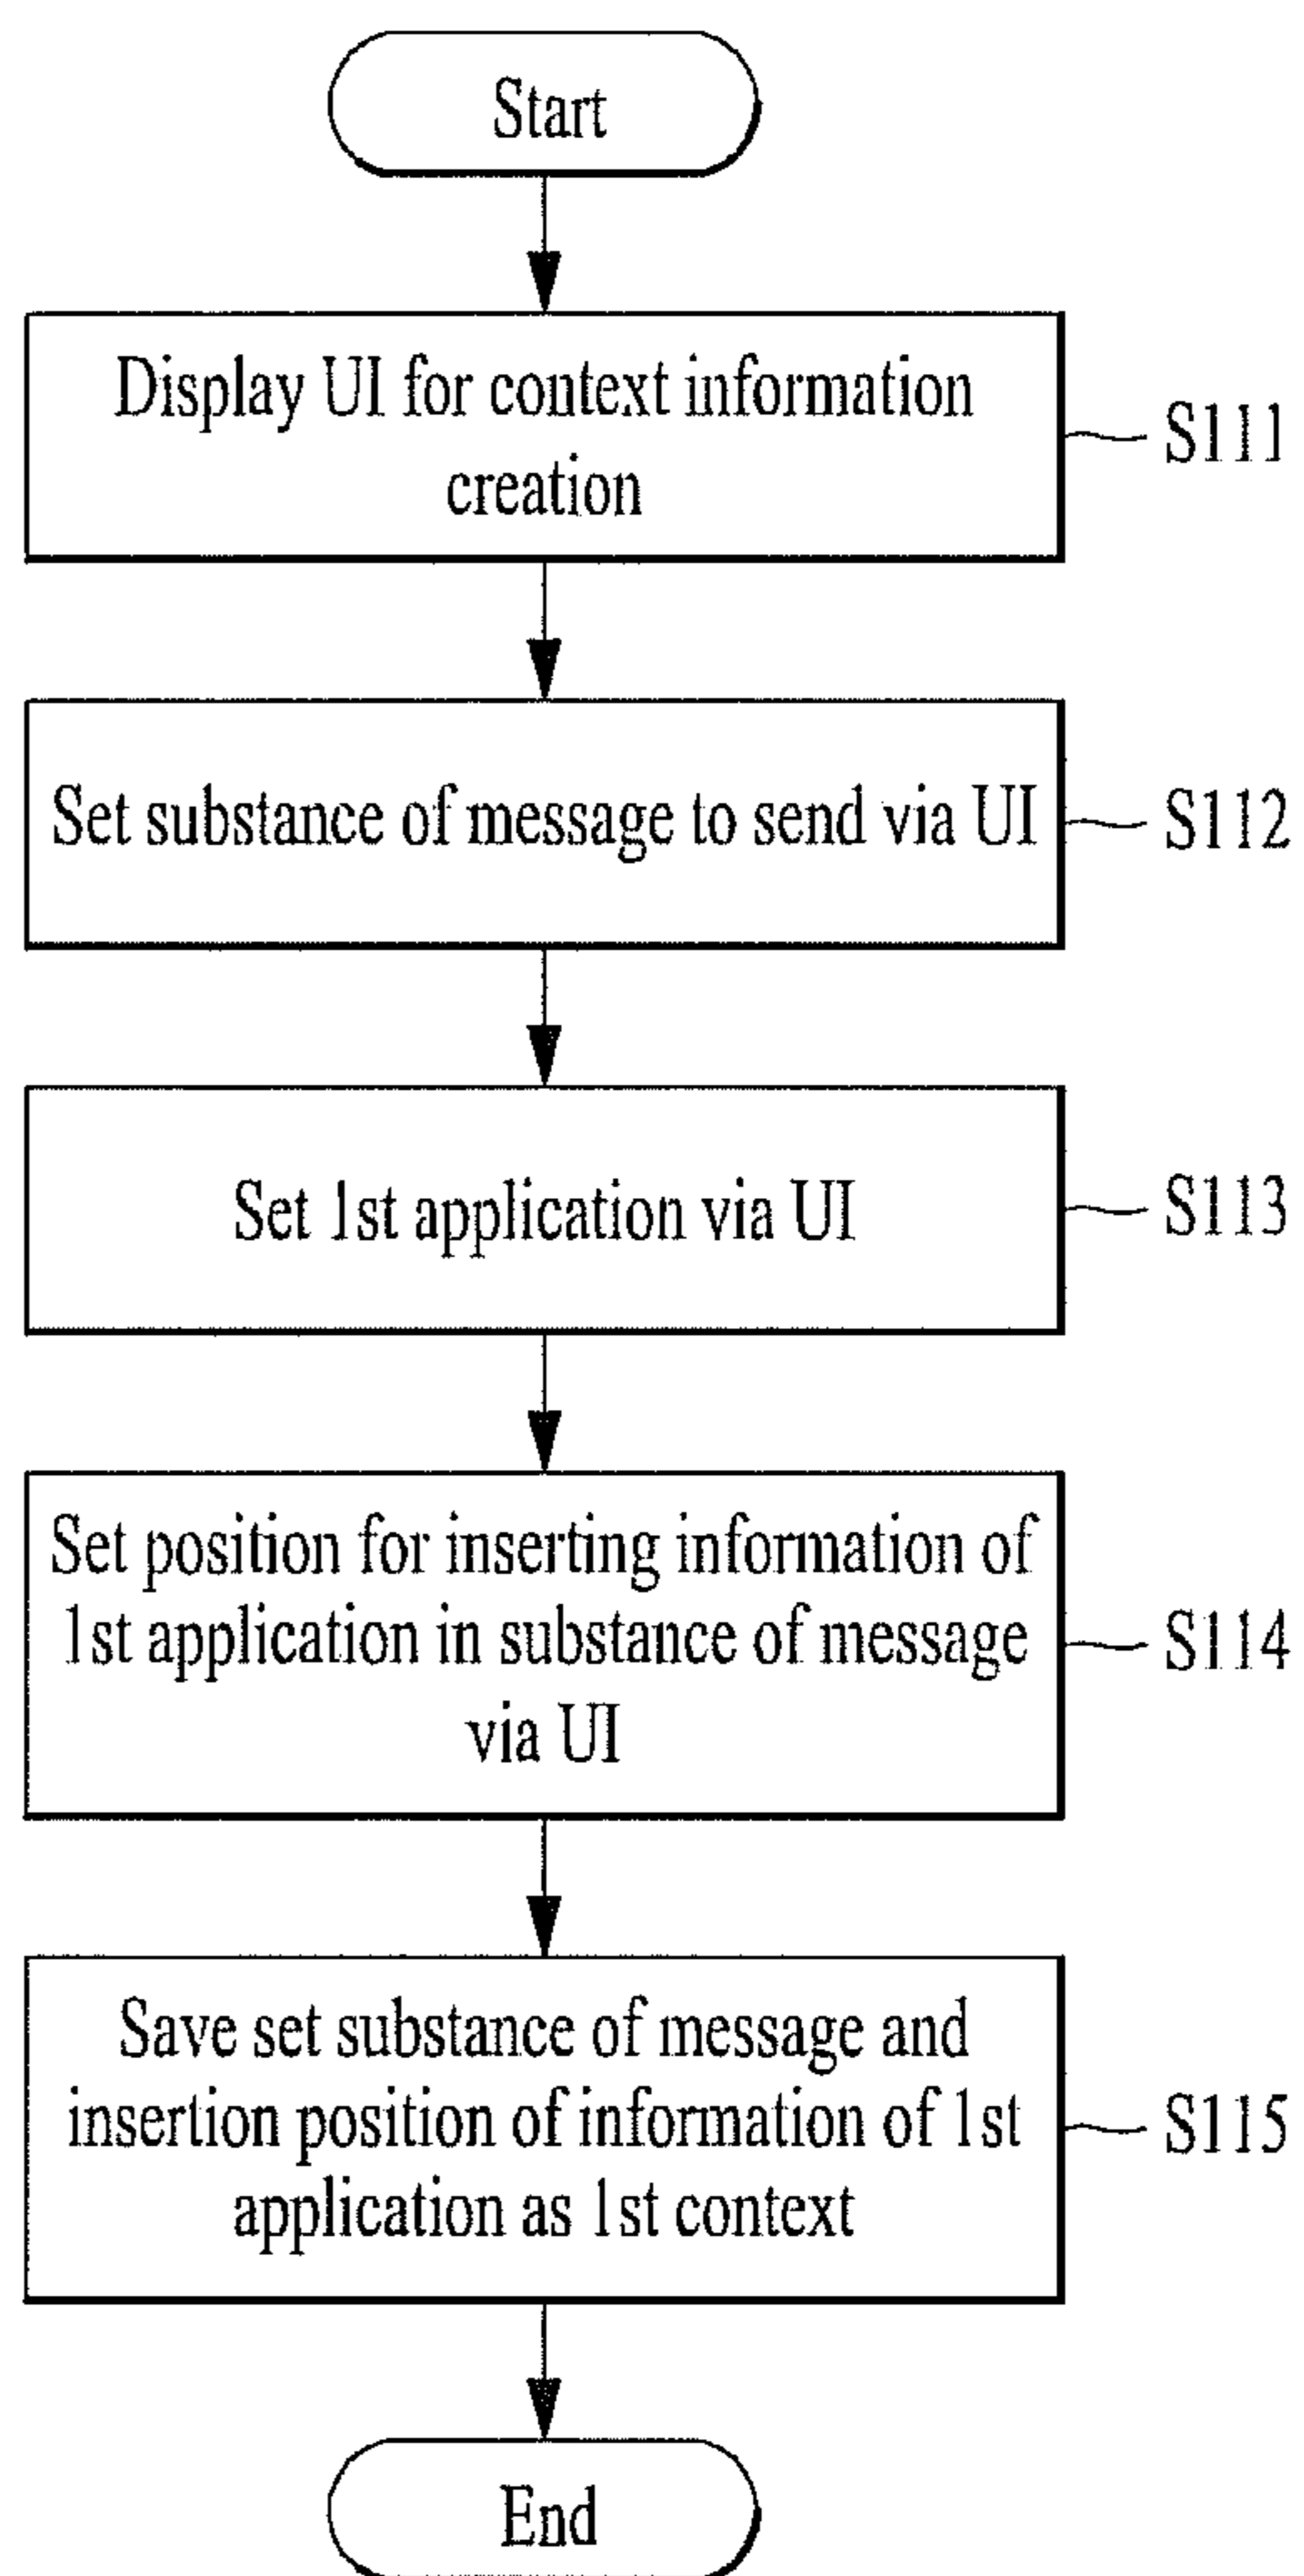 Start
Display UI for context information
creation
S111
Set substance of message to send via UI
S112
Set 1st application via UI
S113
Set position for inserting information of
1st application in substance of message
via UI
S114
Save set substance of message and
insertion position of information of 1st
application as 1st context
S115
End